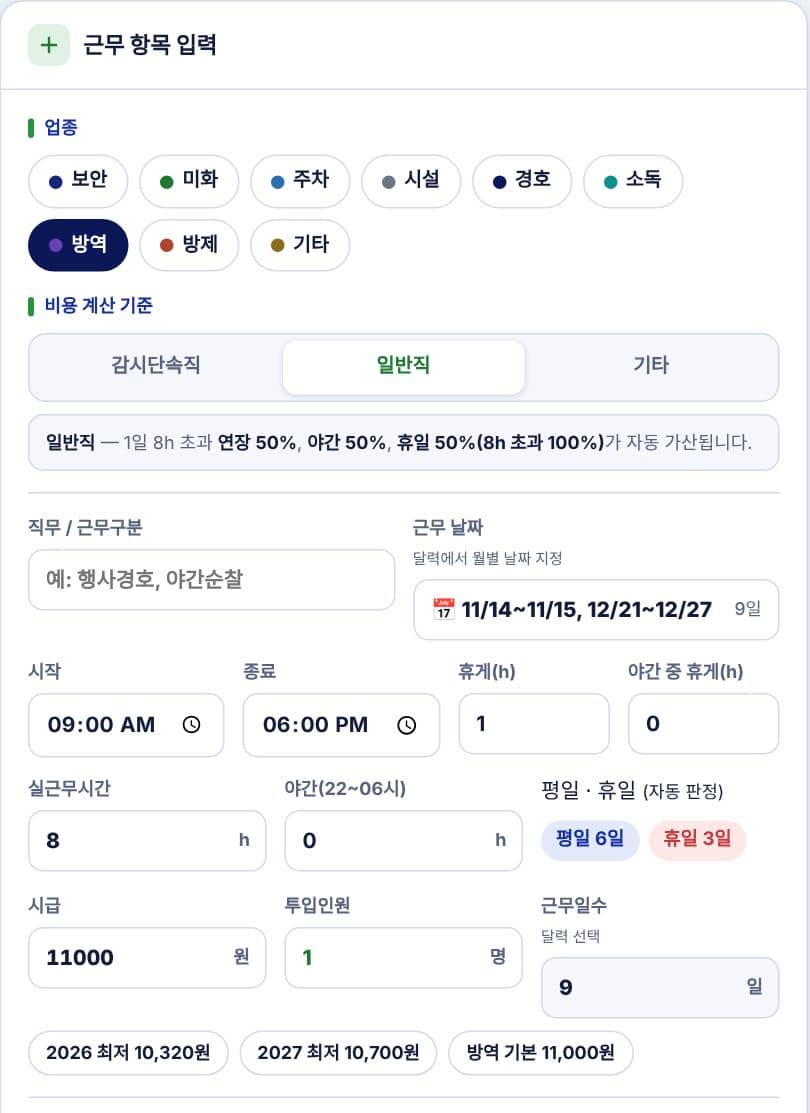 + 근무 항목 입력
업종
보안 미화 주차 시설 경호 소독
방역 방제 기타
비용 계산 기준
감시단속직 일반직 기타
일반직 — 1일 8h 초과 연장 50%, 야간 50%, 휴일 50%(8h 초과 100%)가 자동 가산됩니다.
직무 / 근무구분 근무 날짜
달력에서 월별 날짜 지정
예: 행사경호, 야간순찰
📅 11/14~11/15, 12/21~12/27 9일
시작 종료 휴게(h) 야간 중 휴게(h)
09:00 AM 06:00 PM 1 0
실근무시간 야간(22~06시) 평일 · 휴일 (자동 판정)
8 h 0 h 평일 6일 휴일 3일
시급 투입인원 근무일수
달력 선택
11000 원 1 명
9 일
2026 최저 10,320원 2027 최저 10,700원 방역 기본 11,000원